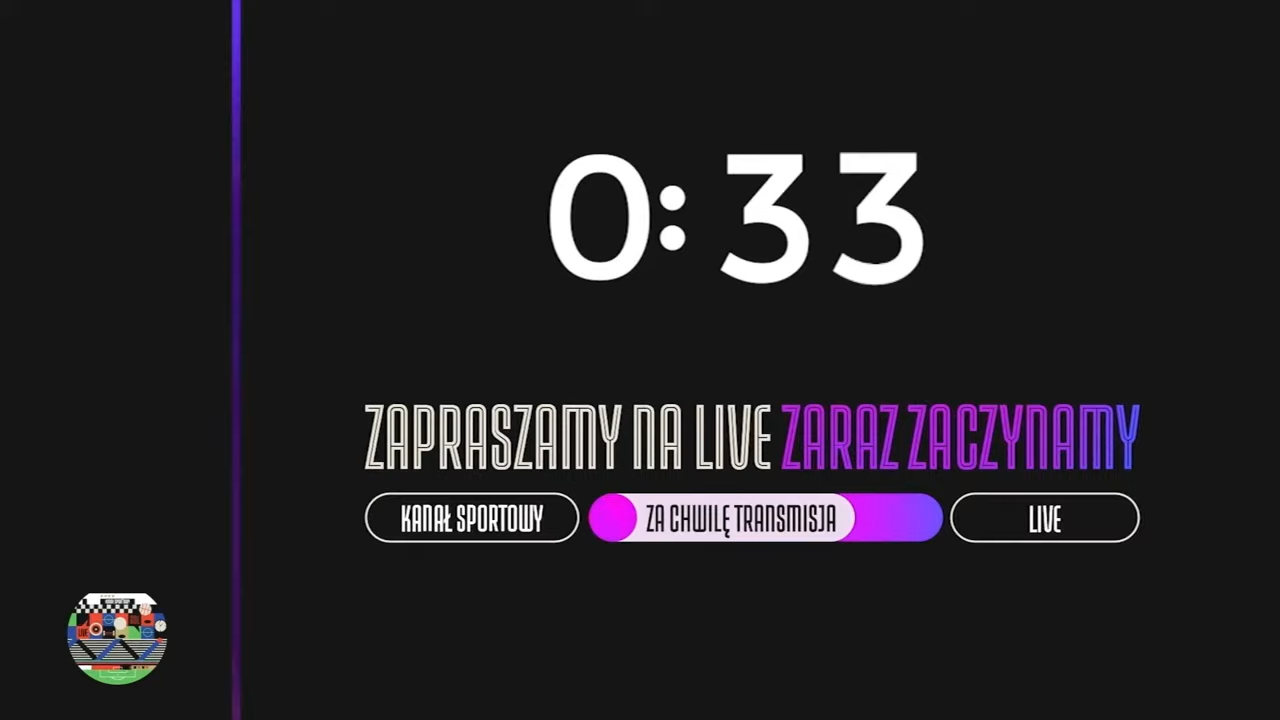 0:33
ZAPRASZAMY NA LIVE ZARAZ ZACZYNAMY
KANAŁ SPORTOWY ZA CHWILĘ TRANSMISJA LIVE